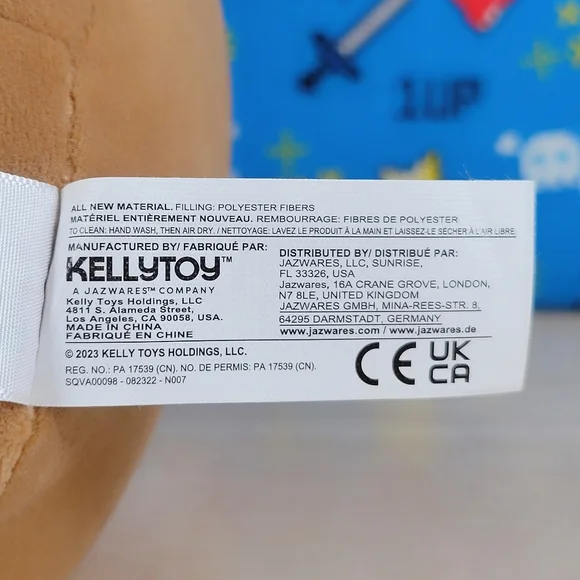 1UP
ALL NEW MATERIAL. FILLING: POLYESTER FIBERS
MATÉRIEL ENTIÈREMENT NOUVEAU. REMBOURRAGE: FIBRES DE POLYESTER
TO CLEAN: HAND WASH, THEN AIR DRY. / NETTOYAGE: LAVEZ LE PRODUIT À LA MAIN ET LAISSEZ-LE SÉCHER À L'AIR LIBRE.
MANUFACTURED BY/ FABRIQUÉ PAR:
KELLYTOY™
A JAZWARES™ COMPANY
Kelly Toys Holdings, LLC
4811 S. Alameda Street,
Los Angeles, CA 90058, USA.
MADE IN CHINA
FABRIQUÉ EN CHINE
DISTRIBUTED BY/ DISTRIBUÉ PAR:
JAZWARES, LLC, SUNRISE,
FL 33326, USA
Jazwares, 16A CRANE GROVE, LONDON,
N7 8LE, UNITED KINGDOM
JAZWARES GMBH, MINA-REES-STR. 8,
64295 DARMSTADT, GERMANY
www.jazwares.com / www.jazwares.de
© 2023 KELLY TOYS HOLDINGS, LLC.
REG. NO.: PA 17539 (CN). NO. DE PERMIS: PA 17539 (CN).
SQVA00098 - 082322 - N007
CE
UK
CA